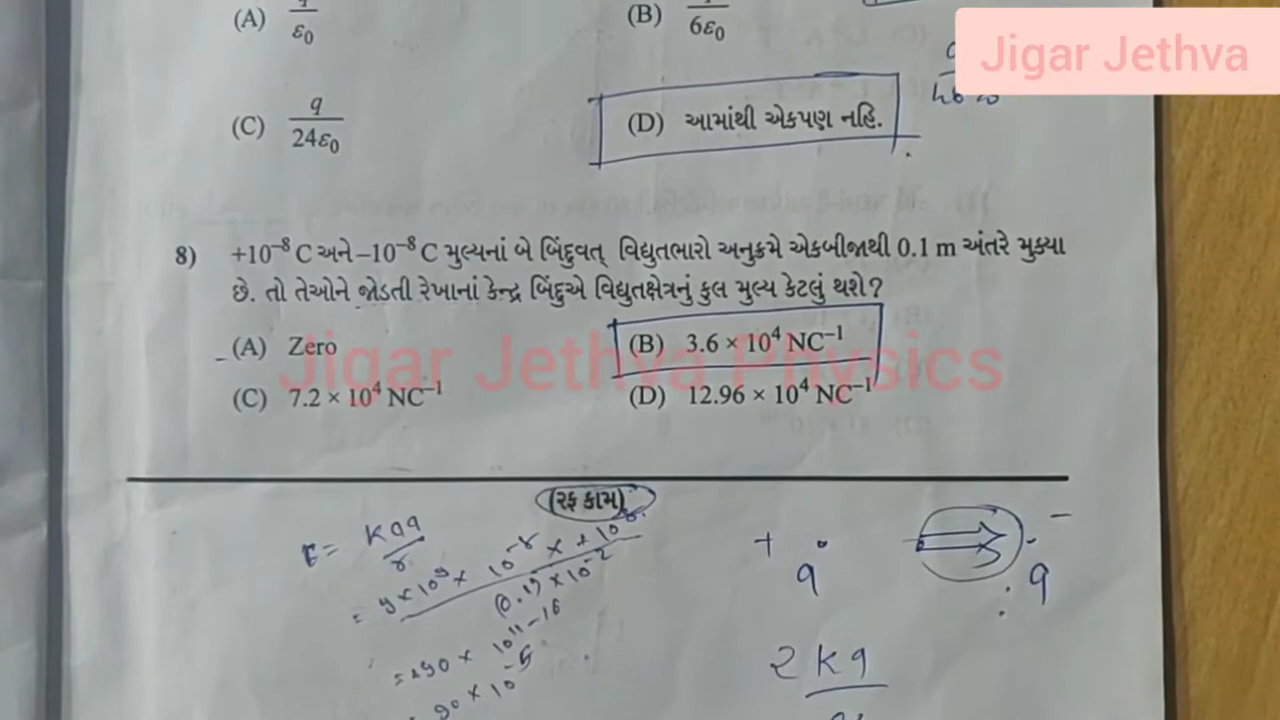 (A) q/ε₀ (B) 6ε₀
Jigar Jethva
(C) q/24ε₀ (D) આમાંથી એકપણ નહિ.
8) +10⁻⁸ C અને −10⁻⁸ C મુલ્યનાં બે બિંદુવત્ વિદ્યુતભારો અનુક્રમે એકબીજાથી 0.1 m અંતરે મુક્યા
છે. તો તેઓને જોડતી રેખાનાં કેન્દ્ર બિંદુએ વિદ્યુતક્ષેત્રનું કુલ મુલ્ય કેટલું થશે?
(A) Zero (B) 3.6 × 10⁴ NC⁻¹
Jigar Jethva Physics
(C) 7.2 × 10⁴ NC⁻¹ (D) 12.96 × 10⁴ NC⁻¹
(રફ કામ)
+ q −
q
2 K q